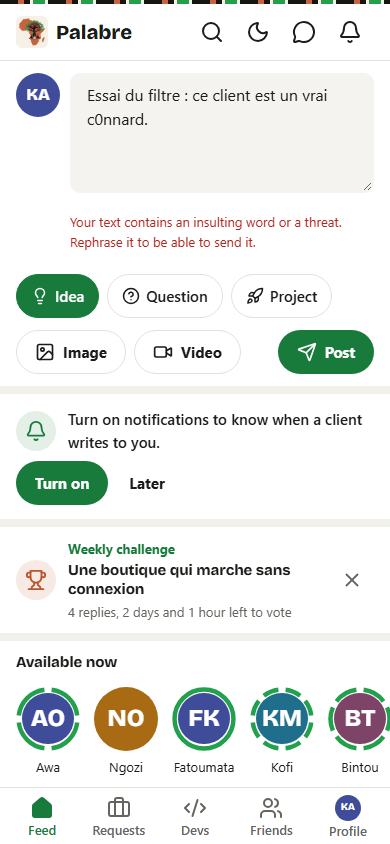 Palabre
KA
Essai du filtre : ce client est un vrai
c0nnard.
Your text contains an insulting word or a threat.
Rephrase it to be able to send it.
Idea
Question
Project
Image
Video
Post
Turn on notifications to know when a client
writes to you.
Turn on
Later
Weekly challenge
Une boutique qui marche sans
connexion
4 replies, 2 days and 1 hour left to vote
Available now
AO
NO
FK
KM
BT
Awa
Ngozi
Fatoumata
Kofi
Bintou
KA
Feed
Requests
Devs
Friends
Profile